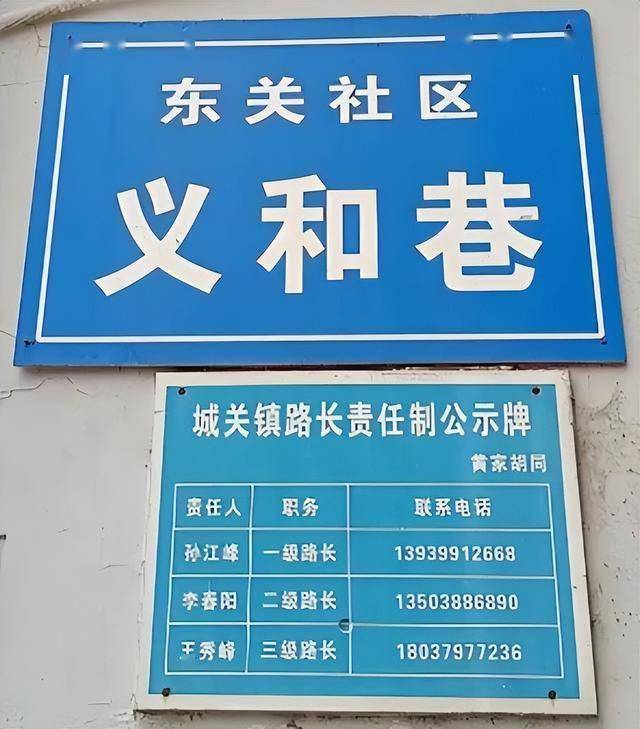 东关社区
义和巷
城关镇路长责任制公示牌
黄家胡同
责任人 职务 联系电话
孙江峰 一级路长 13939912668
李春阳 二级路长 13503886890
王秀峰 三级路长 18037977236